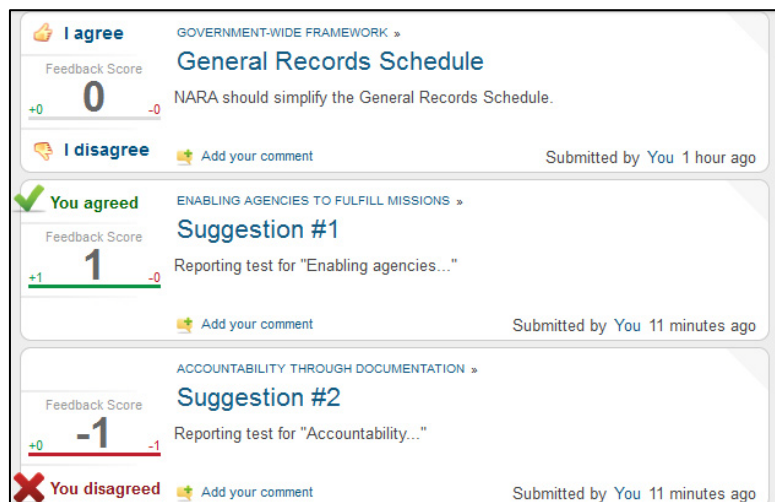 I agree
GOVERNMENT-WIDE FRAMEWORK »
General Records Schedule
Feedback Score
0
+0 -0
NARA should simplify the General Records Schedule.
I disagree
Add your comment
Submitted by You 1 hour ago
You agreed
ENABLING AGENCIES TO FULFILL MISSIONS »
Suggestion #1
Feedback Score
1
+1 -0
Reporting test for "Enabling agencies..."
Add your comment
Submitted by You 11 minutes ago
ACCOUNTABILITY THROUGH DOCUMENTATION »
Suggestion #2
Feedback Score
-1
+0 -1
Reporting test for "Accountability..."
You disagreed
Add your comment
Submitted by You 11 minutes ago